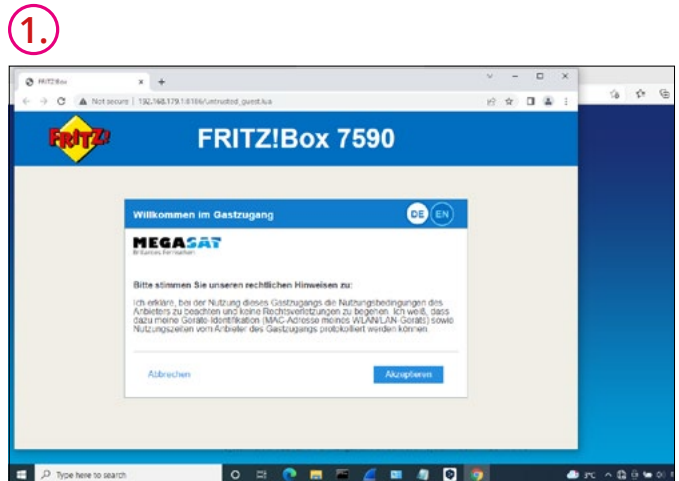 1.
FRITZ!Box
Not secure | 192.168.179.1:8186/untrusted_guest.lua
FRITZ!
FRITZ!Box 7590
Willkommen im Gastzugang
DE EN
MEGASAT
Brillantes Fernsehen
Bitte stimmen Sie unseren rechtlichen Hinweisen zu:
Ich erkläre, bei der Nutzung dieses Gastzugangs die Nutzungsbedingungen des
Anbieters zu beachten und keine Rechtsverletzungen zu begehen. Ich weiß, dass
dazu meine Geräte-Identifikation (MAC-Adresse meines WLAN/LAN-Geräts) sowie
Nutzungszeiten vom Anbieter des Gastzugangs protokolliert werden können.
Abbrechen
Akzeptieren
Type here to search
3°C